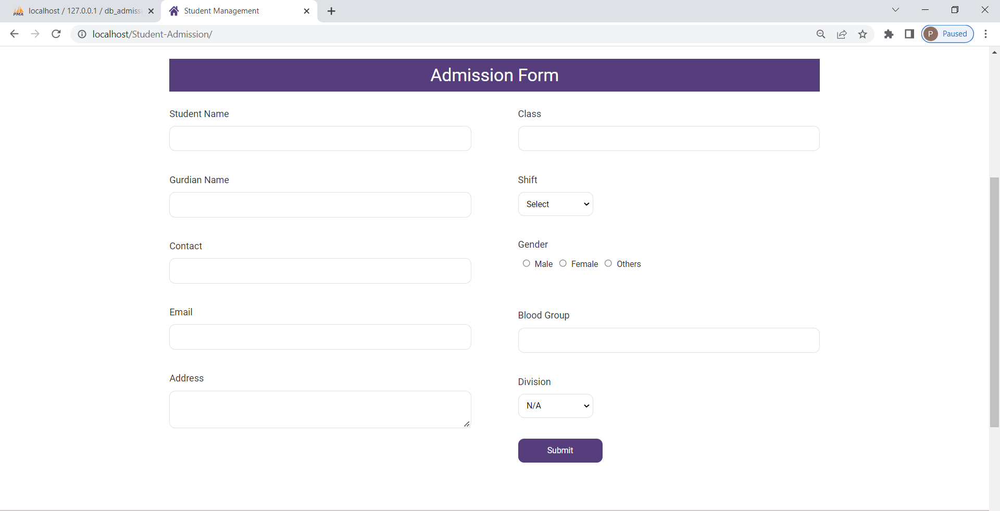 PMA localhost / 127.0.0.1 / db_admiss
Student Management
localhost/Student-Admission/
P Paused
Admission Form
Student Name
Class
Gurdian Name
Shift
Select
Contact
Gender
Male Female Others
Email
Blood Group
Address
Division
N/A
Submit